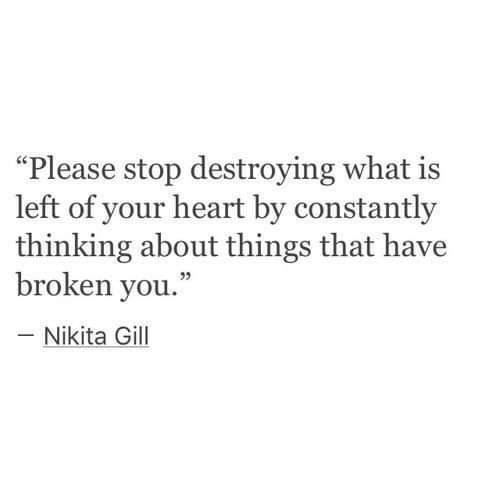 “Please stop destroying what is
left of your heart by constantly
thinking about things that have
broken you.”
— Nikita Gill